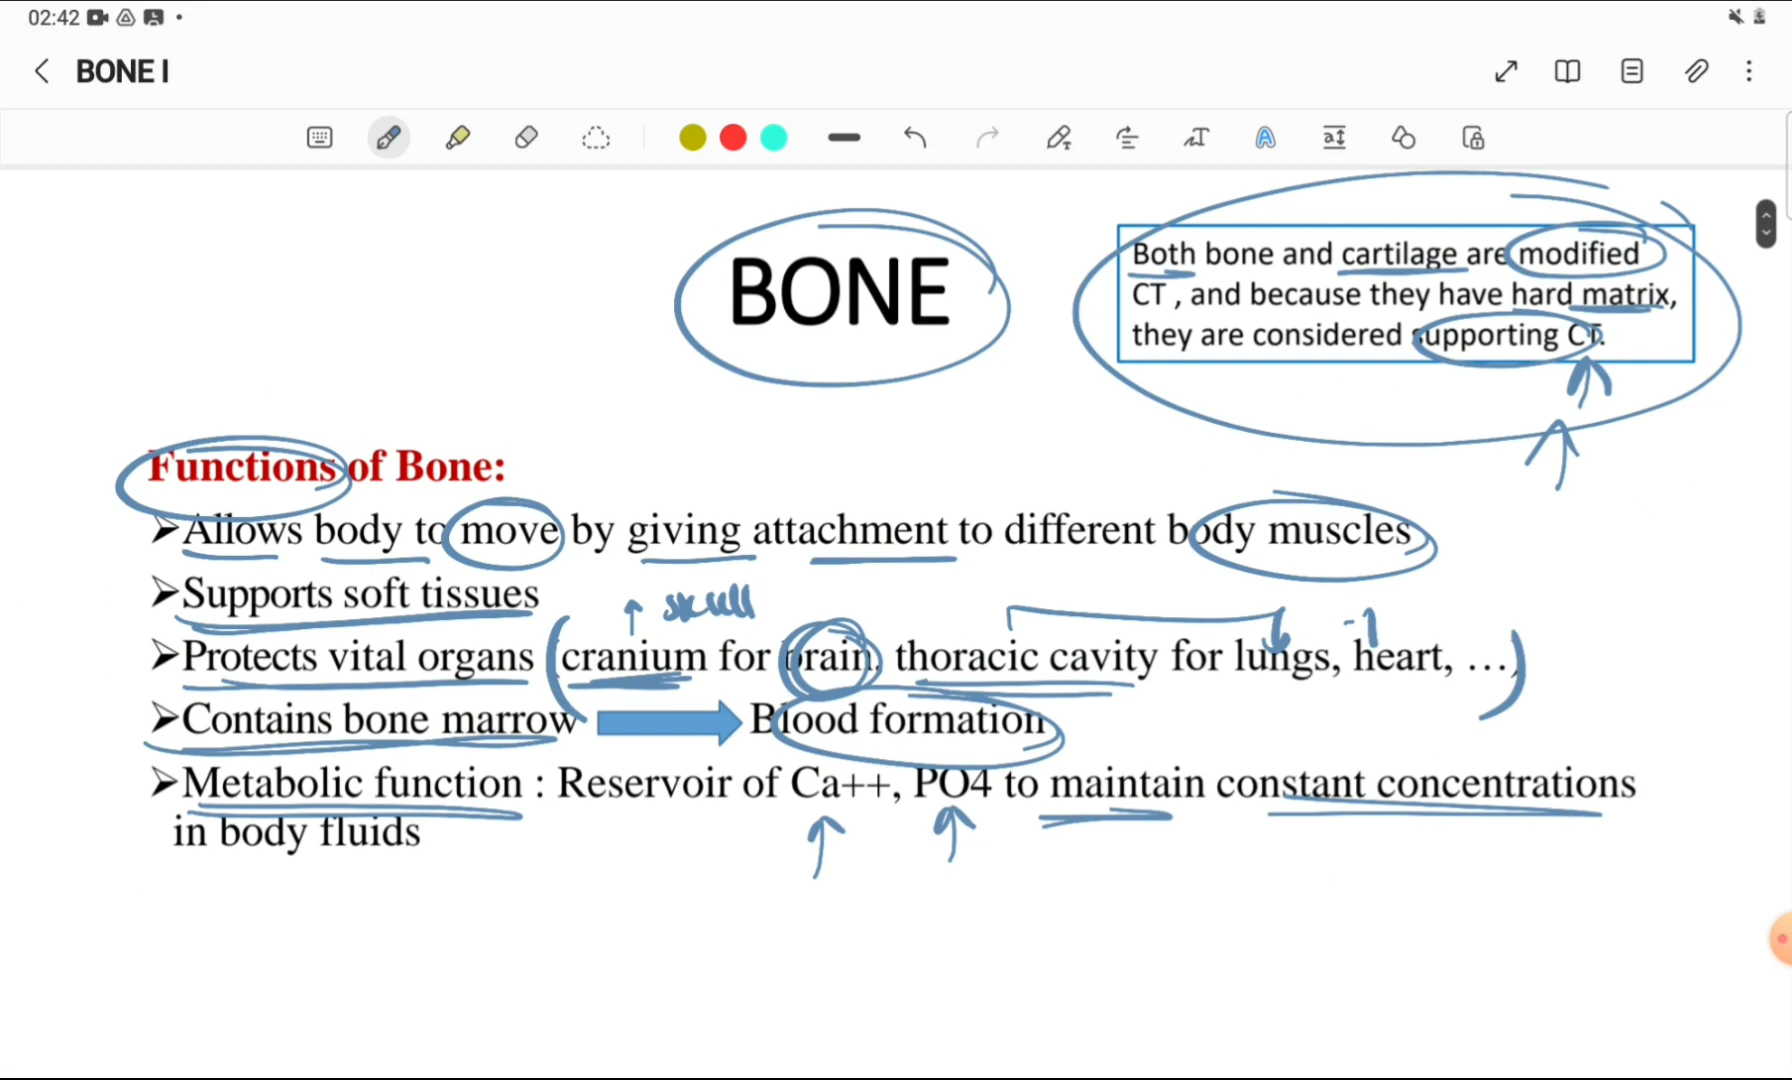 02:42
BONE I
BONE
Both bone and cartilage are modified
CT , and because they have hard matrix,
they are considered supporting CT.
Functions of Bone:
➢Allows body to move by giving attachment to different body muscles
➢Supports soft tissues
skull
➢Protects vital organs (cranium for brain, thoracic cavity for lungs, heart, …)
➢Contains bone marrow Blood formation
➢Metabolic function : Reservoir of Ca++, PO4 to maintain constant concentrations
in body fluids